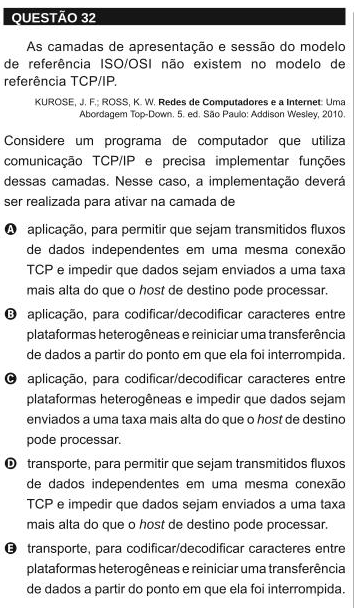 QUESTÃO 32
As camadas de apresentação e sessão do modelo
de referência ISO/OSI não existem no modelo de
referência TCP/IP.
KUROSE, J. F.; ROSS, K. W. Redes de Computadores e a Internet: Uma
Abordagem Top-Down. 5. ed. São Paulo: Addison Wesley, 2010.
Considere um programa de computador que utiliza
comunicação TCP/IP e precisa implementar funções
dessas camadas. Nesse caso, a implementação deverá
ser realizada para ativar na camada de
A aplicação, para permitir que sejam transmitidos fluxos
de dados independentes em uma mesma conexão
TCP e impedir que dados sejam enviados a uma taxa
mais alta do que o host de destino pode processar.
B aplicação, para codificar/decodificar caracteres entre
plataformas heterogêneas e reiniciar uma transferência
de dados a partir do ponto em que ela foi interrompida.
C aplicação, para codificar/decodificar caracteres entre
plataformas heterogêneas e impedir que dados sejam
enviados a uma taxa mais alta do que o host de destino
pode processar.
D transporte, para permitir que sejam transmitidos fluxos
de dados independentes em uma mesma conexão
TCP e impedir que dados sejam enviados a uma taxa
mais alta do que o host de destino pode processar.
E transporte, para codificar/decodificar caracteres entre
plataformas heterogêneas e reiniciar uma transferência
de dados a partir do ponto em que ela foi interrompida.